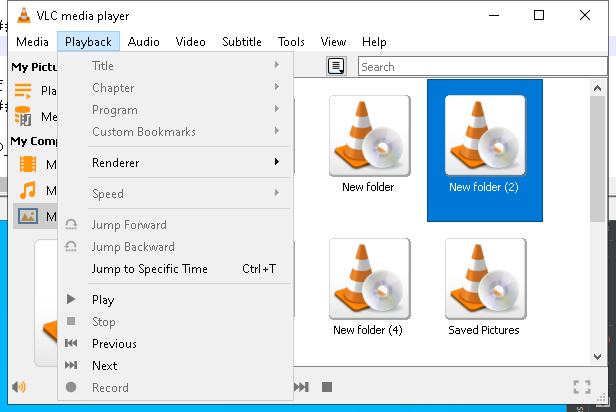 VLC media player
Media Playback Audio Video Subtitle Tools View Help
My Pictu
Search
Title
Chapter
Program
Custom Bookmarks
Renderer
Speed
Jump Forward
Jump Backward
Jump to Specific Time Ctrl+T
Play
Stop
Previous
Next
Record
Pla
Me
My Comp
M
M
M
New folder
New folder (2)
New folder (4)
Saved Pictures